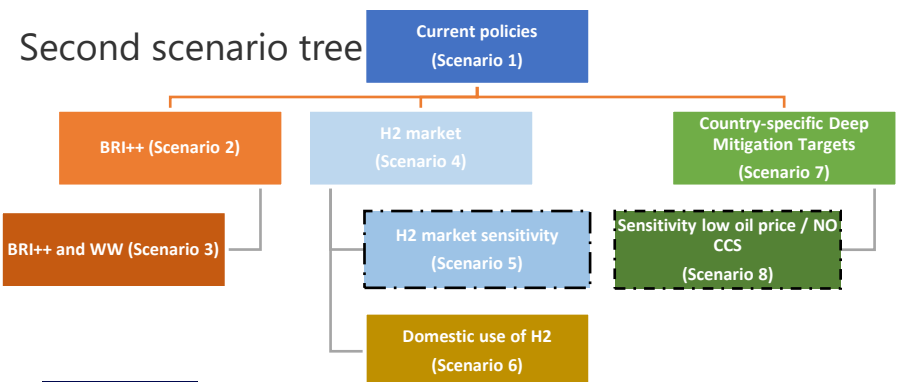 Second scenario tree
Current policies
(Scenario 1)
BRI++ (Scenario 2)
H2 market
(Scenario 4)
Country-specific Deep
Mitigation Targets
(Scenario 7)
BRI++ and WW (Scenario 3)
H2 market sensitivity
(Scenario 5)
Sensitivity low oil price / NO
CCS
(Scenario 8)
Domestic use of H2
(Scenario 6)